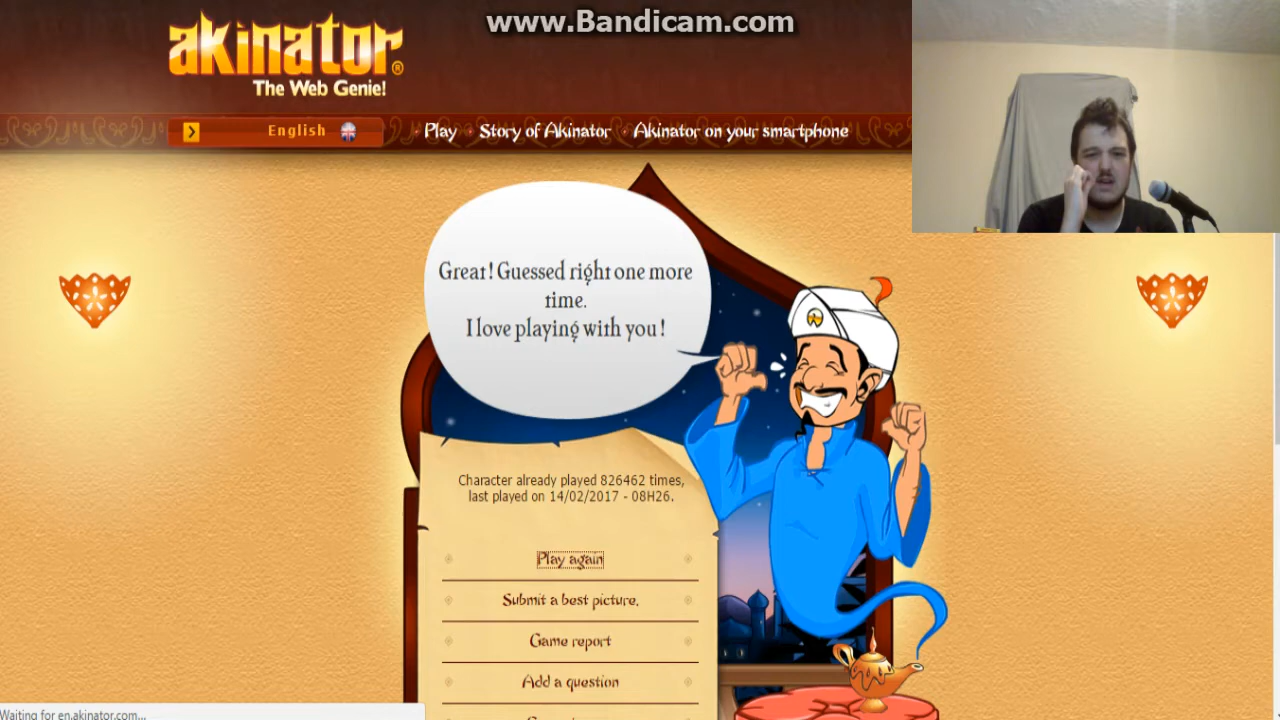 www.Bandicam.com
akinator®
The Web Genie!
English
Play
Story of Akinator
Akinator on your smartphone
Great! Guessed right one more
time.
I love playing with you!
Character already played 826462 times,
last played on 14/02/2017 - 08H26.
Play again
Submit a best picture.
Game report
Add a question
Waiting for en.akinator.com...